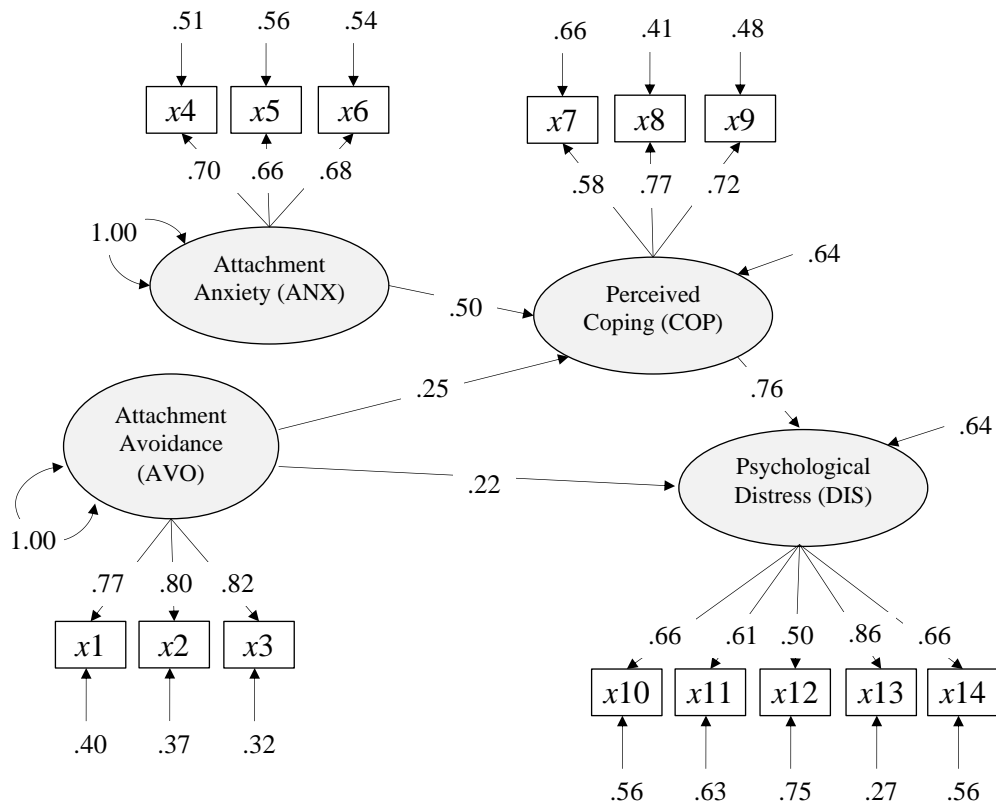 .51 .56 .54
.66 .41 .48
x4 x5 x6
x7 x8 x9
.70 .66 .68
.58 .77 .72
1.00
Attachment
Anxiety (ANX)
.64
Perceived
Coping (COP)
.50
.25
.76
Attachment
Avoidance
(AVO)
.64
Psychological
Distress (DIS)
.22
1.00
.77 .80 .82
x1 x2 x3
.66 .61 .50 .86 .66
x10 x11 x12 x13 x14
.40 .37 .32
.56 .63 .75 .27 .56